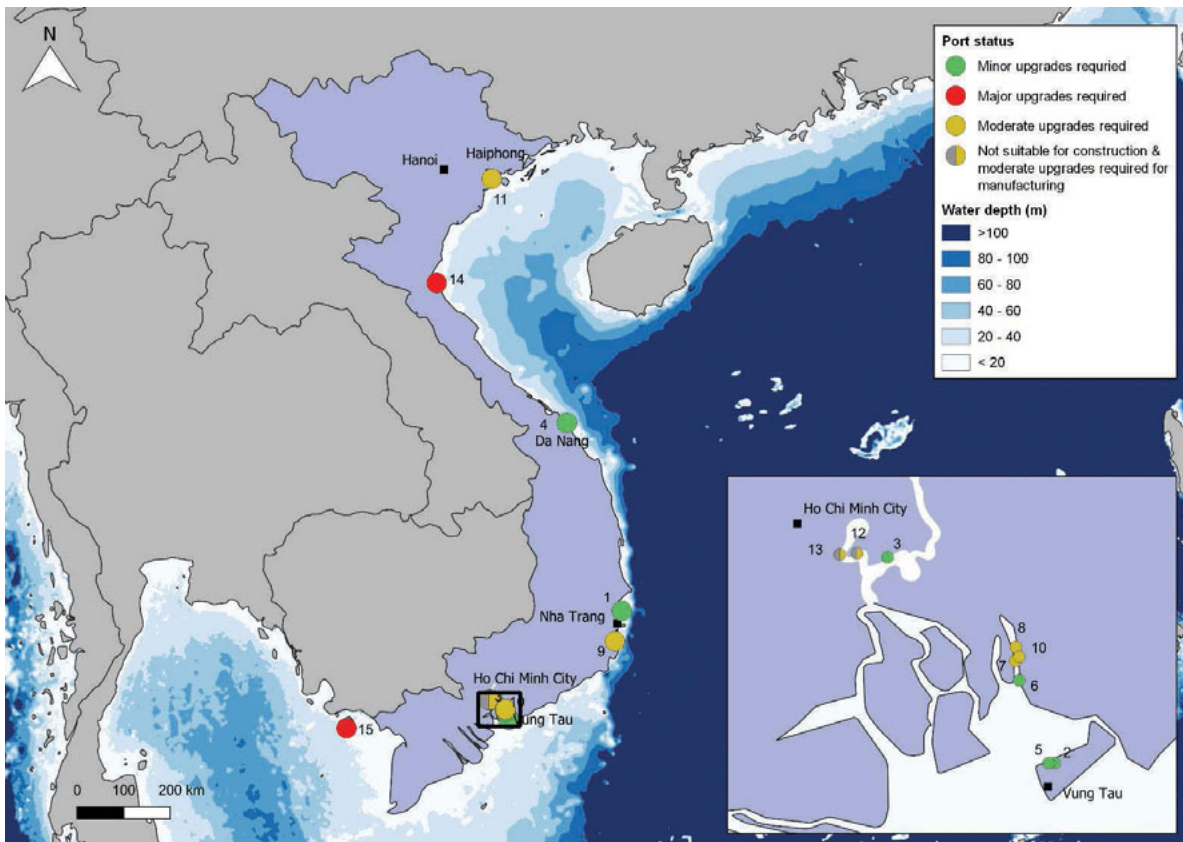 N
Port status
Minor upgrades requried
Major upgrades required
Moderate upgrades required
Not suitable for construction &
moderate upgrades required for
manufacturing
Water depth (m)
>100
80 - 100
60 - 80
40 - 60
20 - 40
< 20
Hanoi
Haiphong
11
14
4
Da Nang
1
Nha Trang
9
Ho Chi Minh City
Vung Tau
15
0 100 200 km
Ho Chi Minh City
13
12
3
8
10
7
6
5
2
Vung Tau